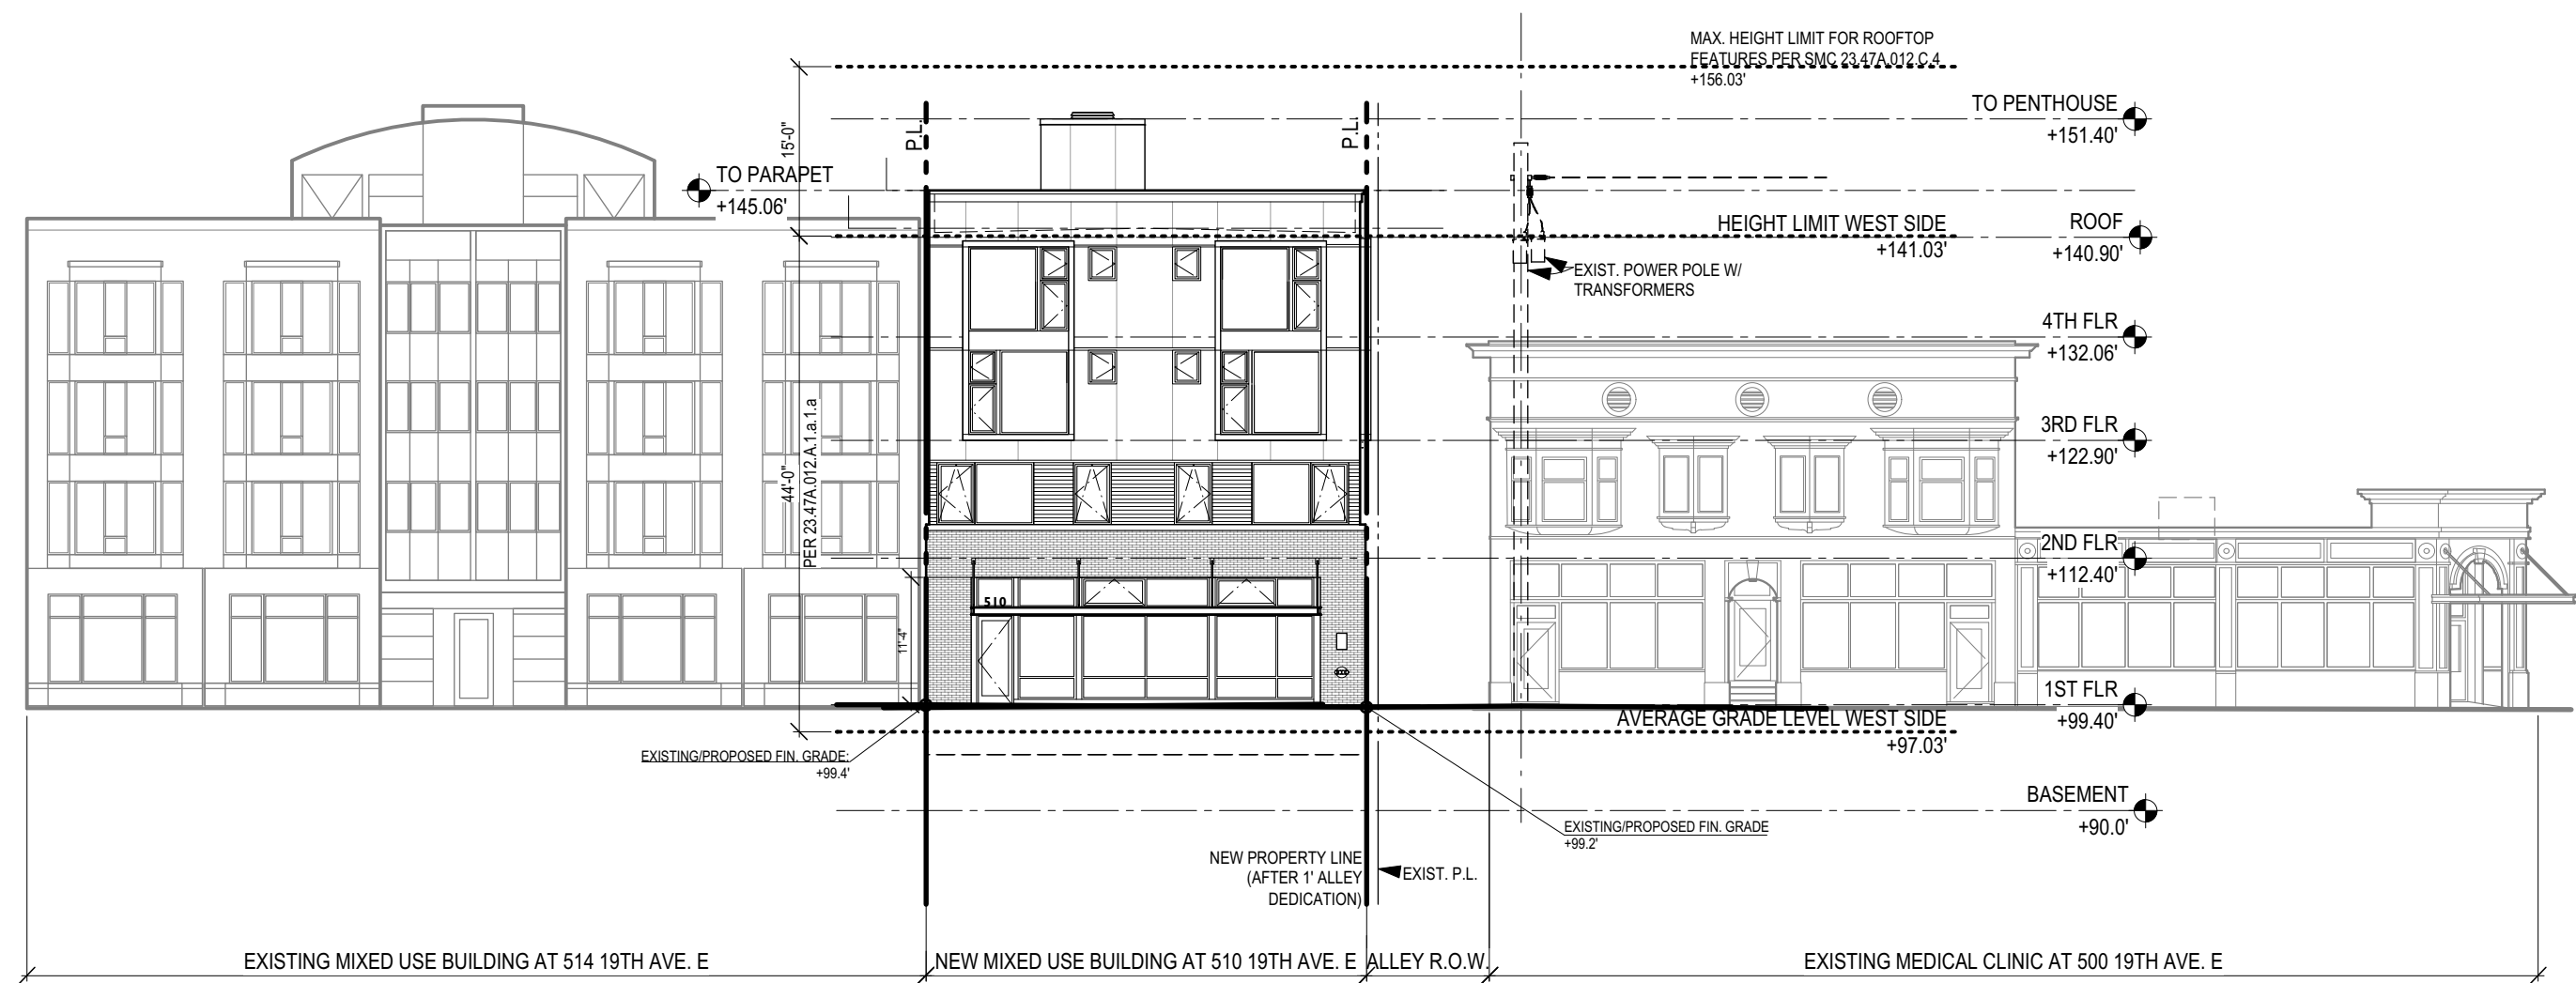 MAX. HEIGHT LIMIT FOR ROOFTOP
FEATURES PER SMC 23.47A.012.C.4
+156.03'
TO PENTHOUSE
+151.40'
P.L.
P.L.
15'-0"
TO PARAPET
+145.06'
HEIGHT LIMIT WEST SIDE
+141.03'
ROOF
+140.90'
EXIST. POWER POLE W/
TRANSFORMERS
4TH FLR
+132.06'
3RD FLR
+122.90'
44'-0"
PER 23.47A.012.A.1.a.1.a
2ND FLR
+112.40'
510
11'-4"
1ST FLR
+99.40'
AVERAGE GRADE LEVEL WEST SIDE
+97.03'
EXISTING/PROPOSED FIN. GRADE:
+99.4'
BASEMENT
+90.0'
EXISTING/PROPOSED FIN. GRADE
+99.2'
NEW PROPERTY LINE
(AFTER 1' ALLEY
DEDICATION)
EXIST. P.L.
EXISTING MIXED USE BUILDING AT 514 19TH AVE. E
NEW MIXED USE BUILDING AT 510 19TH AVE. E
ALLEY R.O.W.
EXISTING MEDICAL CLINIC AT 500 19TH AVE. E